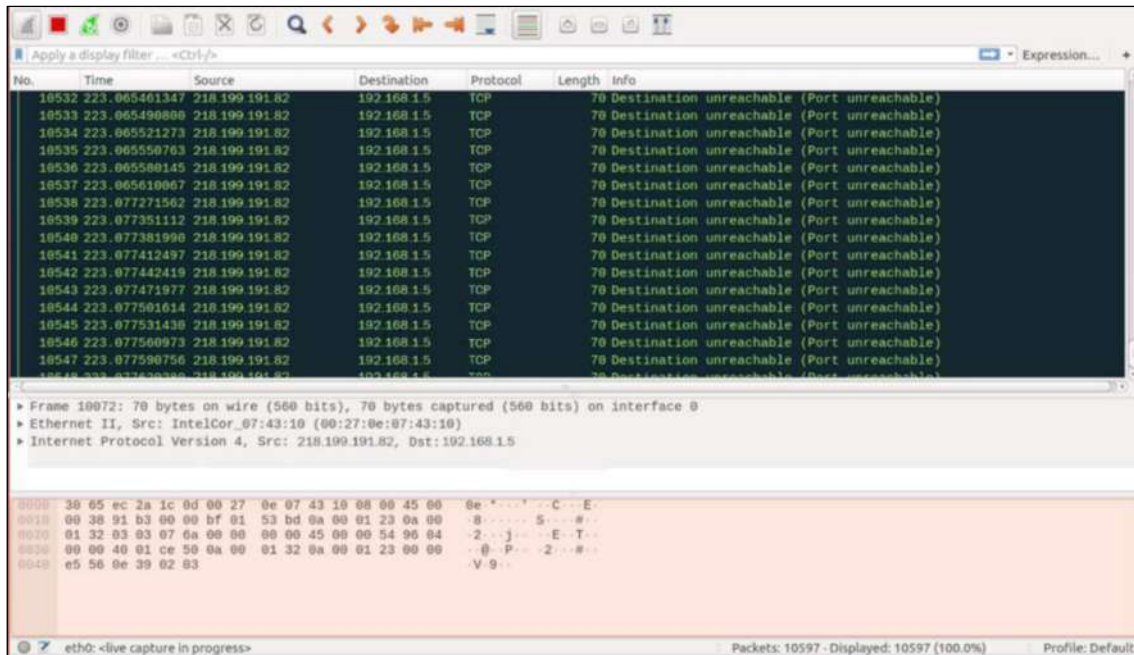 Apply a display filter ... <Ctrl-/>
Expression... +
No. Time Source Destination Protocol Length Info
10532 223.065461347 218.199.191.82 192.168.1.5 TCP 70 Destination unreachable (Port unreachable)
10533 223.065490800 218.199.191.82 192.168.1.5 TCP 70 Destination unreachable (Port unreachable)
10534 223.065521273 218.199.191.82 192.168.1.5 TCP 70 Destination unreachable (Port unreachable)
10535 223.065550763 218.199.191.82 192.168.1.5 TCP 70 Destination unreachable (Port unreachable)
10536 223.065580145 218.199.191.82 192.168.1.5 TCP 70 Destination unreachable (Port unreachable)
10537 223.065610067 218.199.191.82 192.168.1.5 TCP 70 Destination unreachable (Port unreachable)
10538 223.077271562 218.199.191.82 192.168.1.5 TCP 70 Destination unreachable (Port unreachable)
10539 223.077351112 218.199.191.82 192.168.1.5 TCP 70 Destination unreachable (Port unreachable)
10540 223.077381990 218.199.191.82 192.168.1.5 TCP 70 Destination unreachable (Port unreachable)
10541 223.077412497 218.199.191.82 192.168.1.5 TCP 70 Destination unreachable (Port unreachable)
10542 223.077442419 218.199.191.82 192.168.1.5 TCP 70 Destination unreachable (Port unreachable)
10543 223.077471977 218.199.191.82 192.168.1.5 TCP 70 Destination unreachable (Port unreachable)
10544 223.077501614 218.199.191.82 192.168.1.5 TCP 70 Destination unreachable (Port unreachable)
10545 223.077531430 218.199.191.82 192.168.1.5 TCP 70 Destination unreachable (Port unreachable)
10546 223.077560973 218.199.191.82 192.168.1.5 TCP 70 Destination unreachable (Port unreachable)
10547 223.077590756 218.199.191.82 192.168.1.5 TCP 70 Destination unreachable (Port unreachable)
Frame 10072: 70 bytes on wire (560 bits), 70 bytes captured (560 bits) on interface 0
Ethernet II, Src: IntelCor_07:43:10 (00:27:0e:07:43:10)
Internet Protocol Version 4, Src: 218.199.191.82, Dst: 192.168.1.5
0000 30 65 ec 2a 1c 0d 00 27 0e 07 43 10 08 00 45 00 0e·*···' ··C···E·
0010 00 38 91 b3 00 00 bf 01 53 bd 0a 00 01 23 0a 00 ·8······ S····#··
0020 01 32 03 03 07 6a 00 00 00 00 45 00 00 54 96 04 ·2···j·· ··E··T··
0030 00 00 40 01 ce 50 0a 00 01 32 0a 00 01 23 00 00 ··@··P·· ·2···#··
0040 e5 56 0e 39 02 83 ·V·9··
eth0: <live capture in progress> Packets: 10597 · Displayed: 10597 (100.0%) Profile: Default